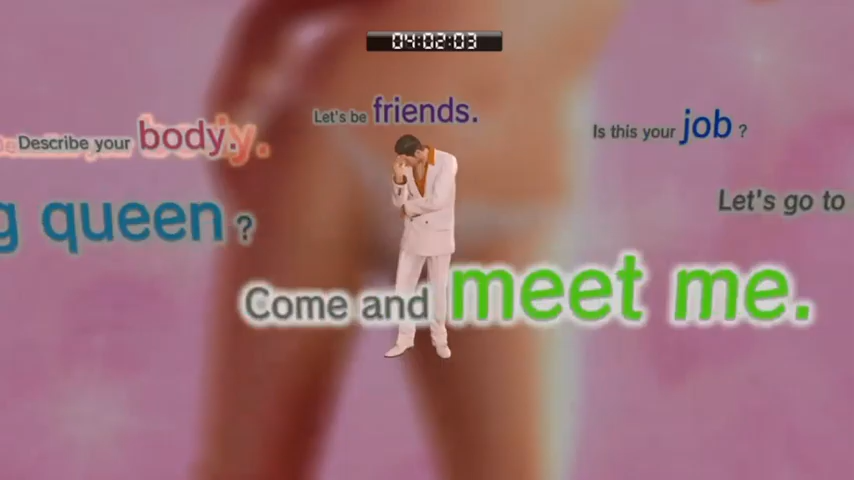 04:02:03
Let's be friends.
Describe your body.
Is this your job ?
g queen ?
Let's go to
Come and meet me.